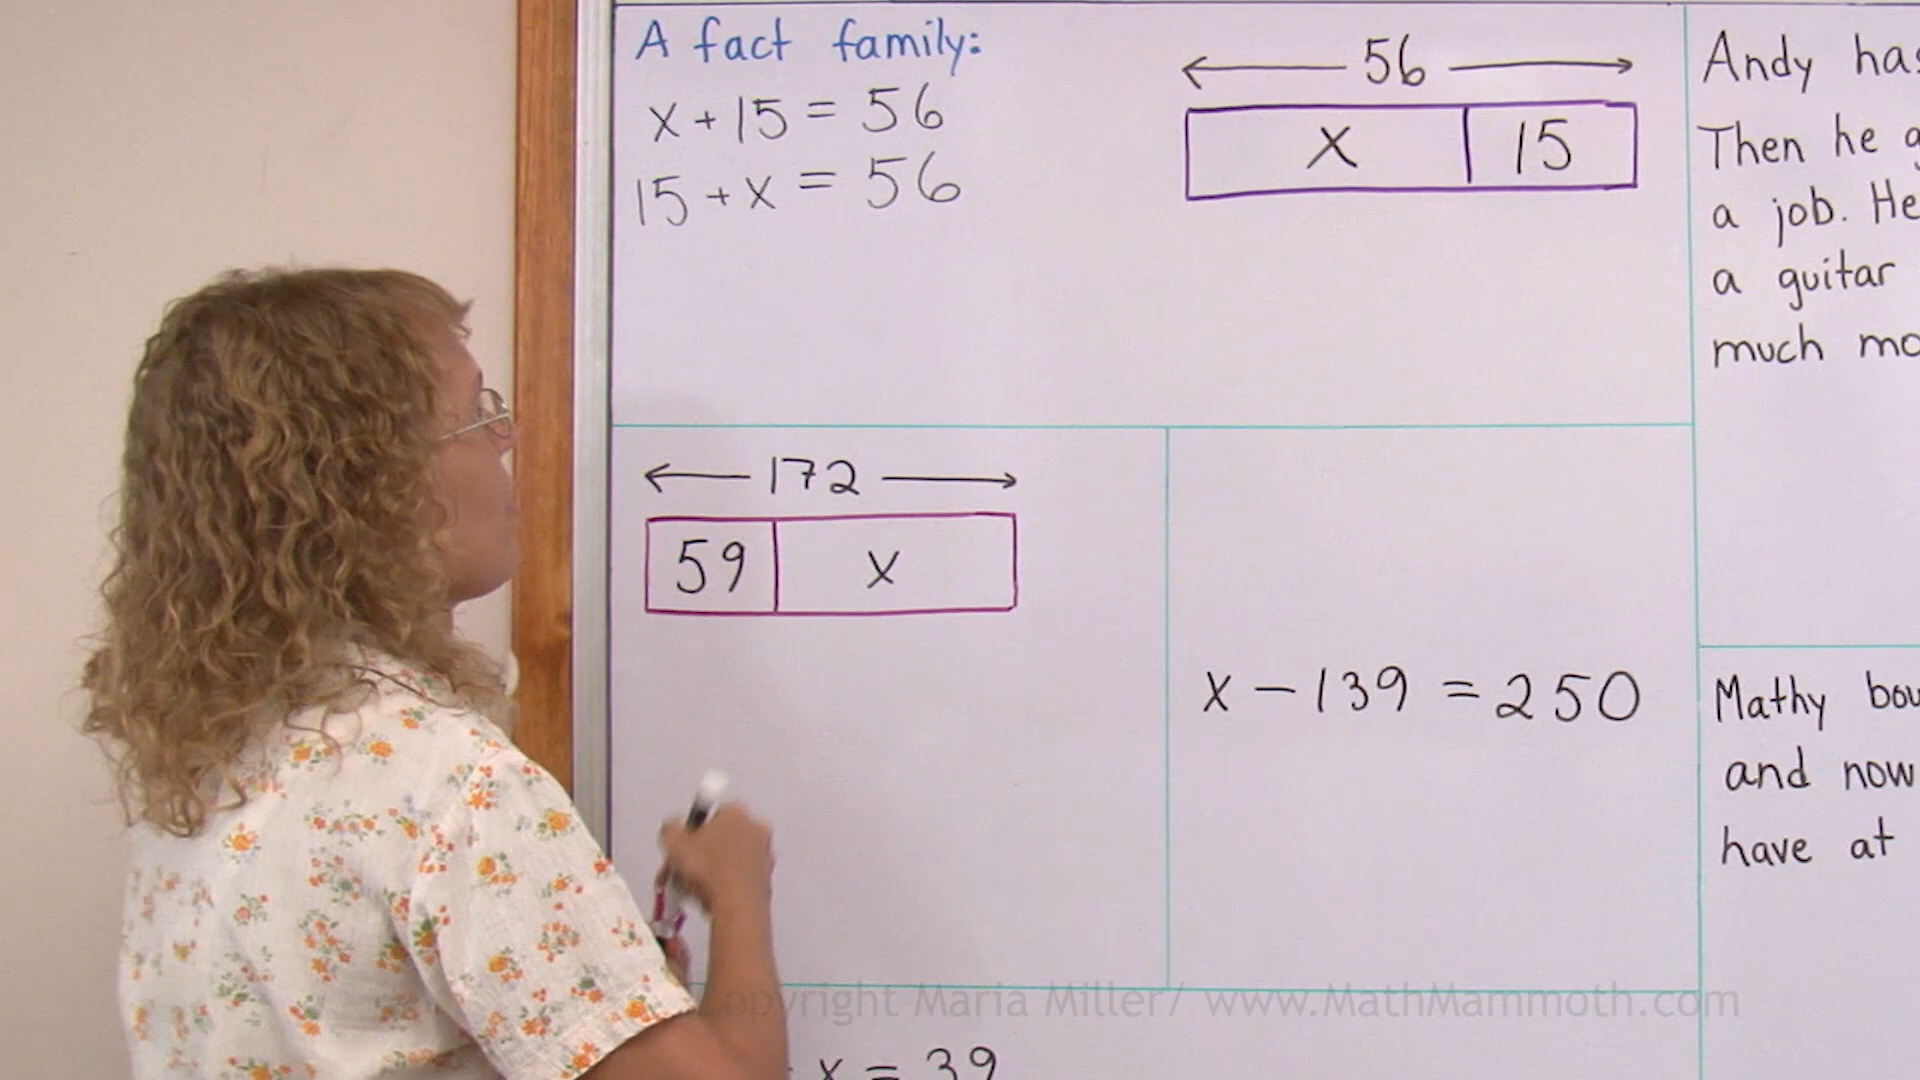 A fact family:
x + 15 = 56
15 + x = 56
56
x 15
172
59 x
x − 139 = 250
Andy has
Then he g
a job. He
a guitar
much mo
Mathy bou
and now
have at
x = 39
Copyright Maria Miller/ www.MathMammoth.com